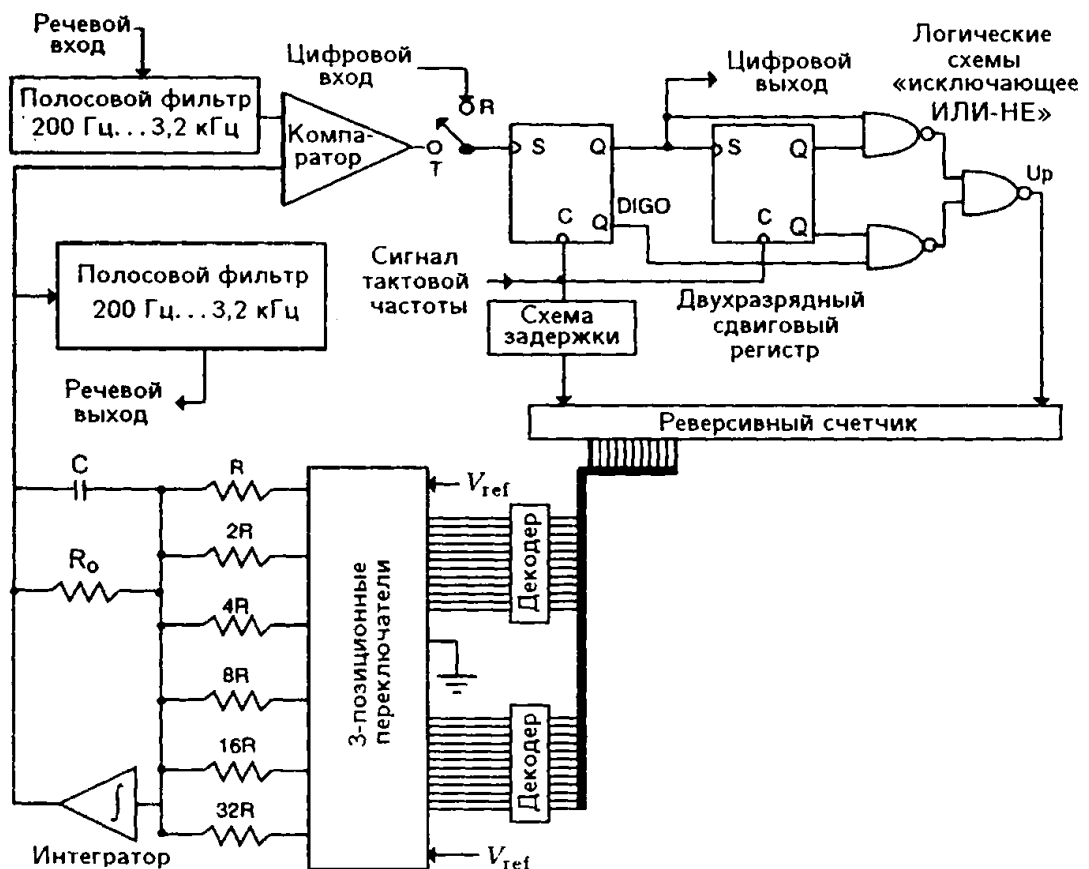 Речевой
вход
Полосовой фильтр
200 Гц...3,2 кГц
Компа-
ратор
Цифровой
вход
R
T
S
Q
C
Q
DIGO
Цифровой
выход
S
Q
C
Q
Логические
схемы
«исключающее
ИЛИ-НЕ»
Up
Полосовой фильтр
200 Гц...3,2 кГц
Речевой
выход
Сигнал
тактовой
частоты
Схема
задержки
Двухразрядный
сдвиговый
регистр
Реверсивный счетчик
C
R
2R
Ro
4R
8R
16R
32R
Интегратор
3-позиционные
переключатели
Vref
Декодер
Декодер
Vref